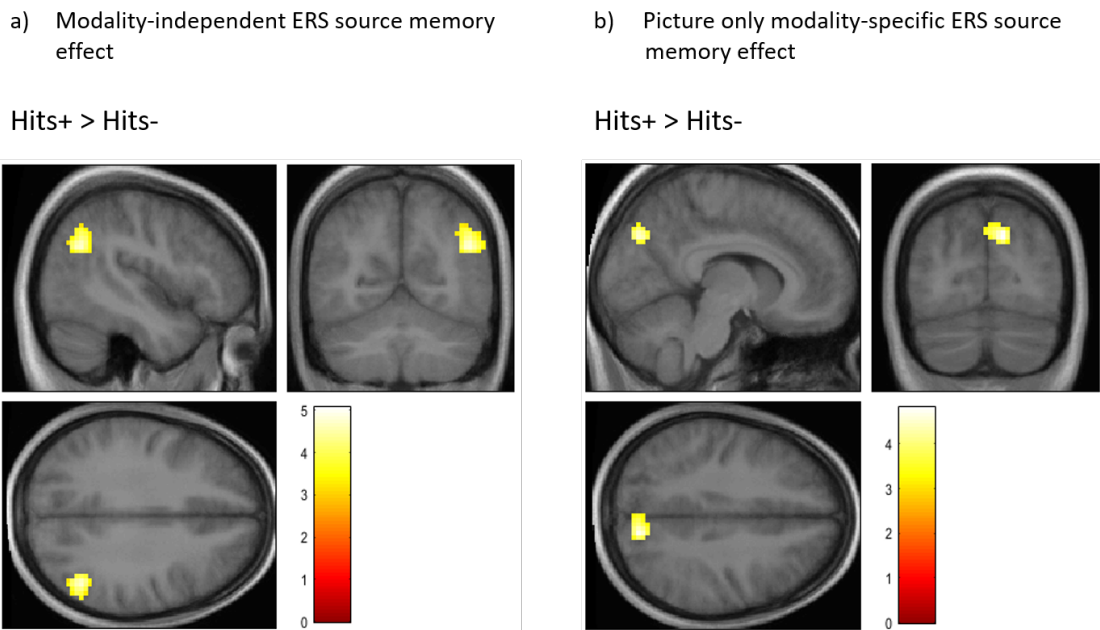 a) Modality-independent ERS source memory
effect
Hits+ > Hits-
5
4
3
2
1
0
b) Picture only modality-specific ERS source
memory effect
Hits+ > Hits-
4
3
2
1
0